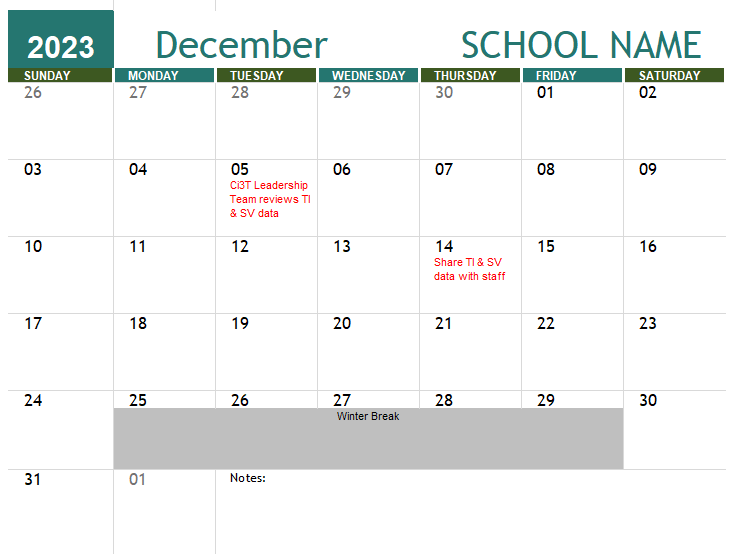 2023 December SCHOOL NAME
SUNDAY MONDAY TUESDAY WEDNESDAY THURSDAY FRIDAY SATURDAY
26 27 28 29 30 01 02
03 04 05 06 07 08 09
Ci3T Leadership
Team reviews TI
& SV data
10 11 12 13 14 15 16
Share TI & SV
data with staff
17 18 19 20 21 22 23
24 25 26 27 28 29 30
Winter Break
31 01 Notes: